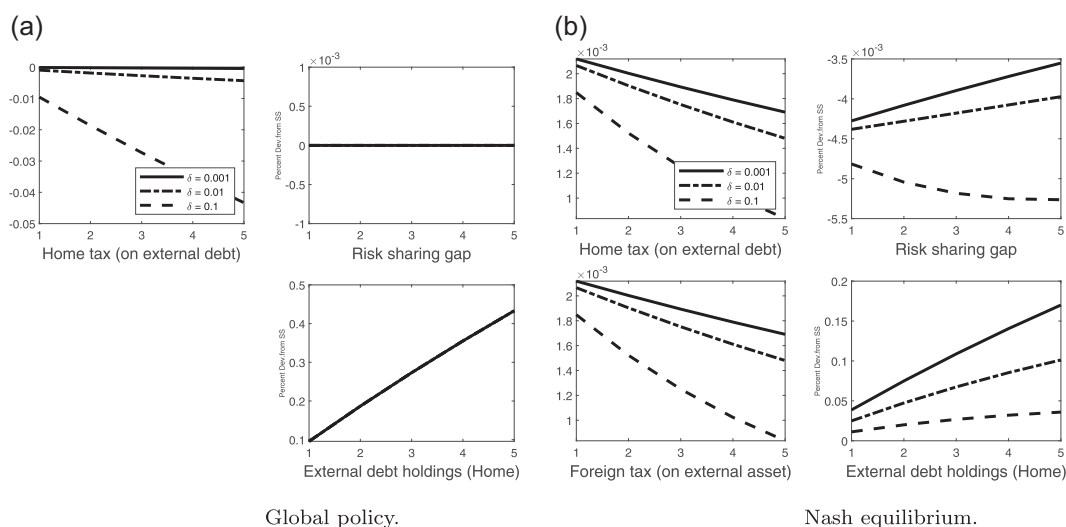 (a)
0
-0.01
-0.02
-0.03
-0.04
-0.05
δ = 0.001
δ = 0.01
δ = 0.1
1 2 3 4 5
Home tax (on external debt)
×10⁻³
Percent Dev.from SS
1
0.5
0
-0.5
-1
1 2 3 4 5
Risk sharing gap
Percent Dev.from SS
0.5
0.4
0.3
0.2
0.1
1 2 3 4 5
External debt holdings (Home)
Global policy.
(b)
×10⁻³
2
1.8
1.6
1.4
1.2
1
δ = 0.001
δ = 0.01
δ = 0.1
1 2 3 4 5
Home tax (on external debt)
×10⁻³
Percent Dev.from SS
-3.5
-4
-4.5
-5
-5.5
1 2 3 4 5
Risk sharing gap
×10⁻³
2
1.8
1.6
1.4
1.2
1
1 2 3 4 5
Foreign tax (on external asset)
Percent Dev.from SS
0.2
0.15
0.1
0.05
0
1 2 3 4 5
External debt holdings (Home)
Nash equilibrium.